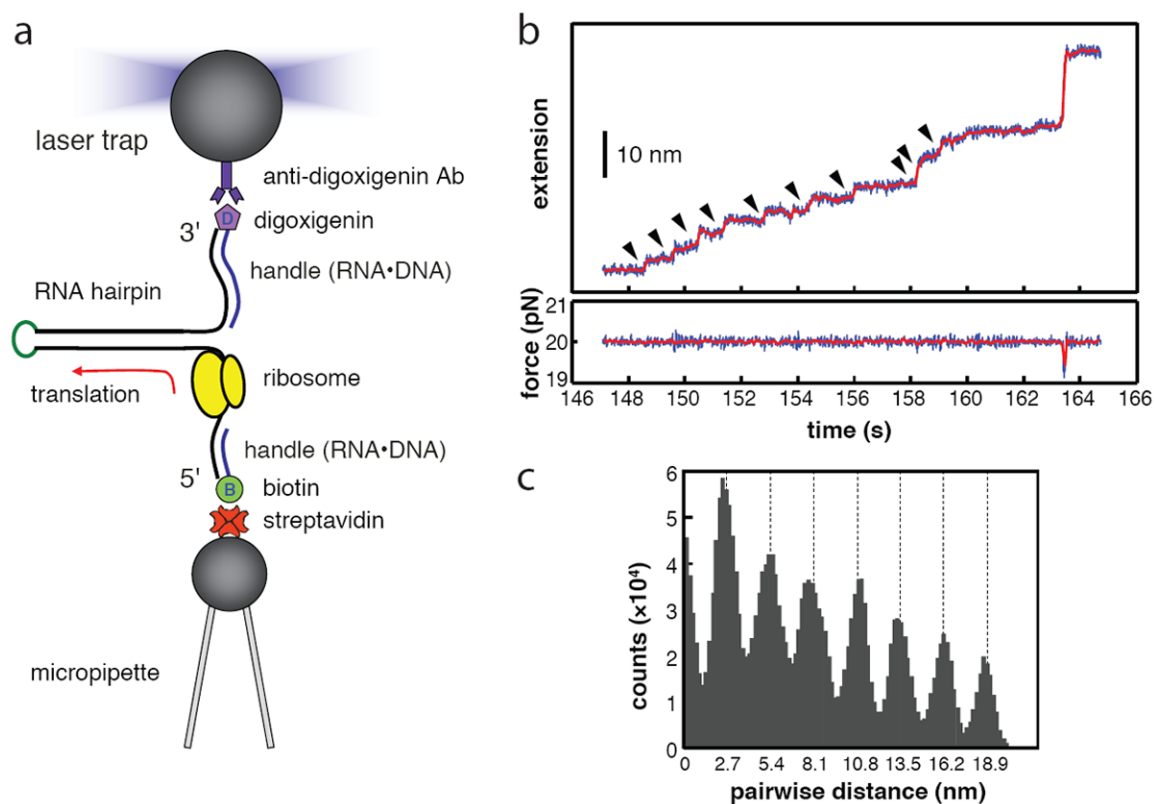 a
laser trap
anti-digoxigenin Ab
D
digoxigenin
3'
handle (RNA•DNA)
RNA hairpin
translation
ribosome
handle (RNA•DNA)
5'
B
biotin
streptavidin
micropipette
b
extension
10 nm
force (pN)
21
20
19
146 148 150 152 154 156 158 160 162 164 166
time (s)
c
counts (×10⁴)
6
5
4
3
2
1
0
0 2.7 5.4 8.1 10.8 13.5 16.2 18.9
pairwise distance (nm)